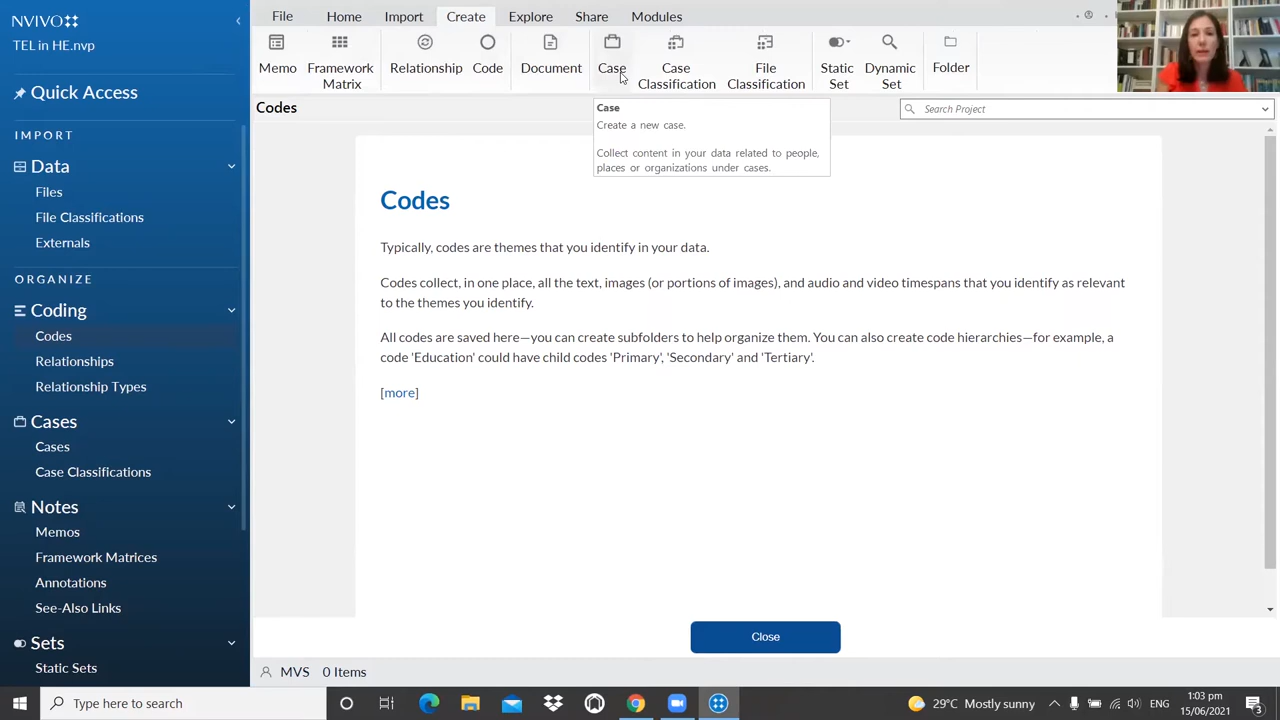 NVIVO
TEL in HE.nvp
Quick Access
IMPORT
Data
Files
File Classifications
Externals
ORGANIZE
Coding
Codes
Relationships
Relationship Types
Cases
Cases
Case Classifications
Notes
Memos
Framework Matrices
Annotations
See-Also Links
Sets
Static Sets
File Home Import Create Explore Share Modules
Memo Framework Matrix Relationship Code Document Case Case Classification File Classification Static Set Dynamic Set Folder
Codes
Search Project
Case
Create a new case.
Collect content in your data related to people,
places or organizations under cases.
Codes
Typically, codes are themes that you identify in your data.
Codes collect, in one place, all the text, images (or portions of images), and audio and video timespans that you identify as relevant
to the themes you identify.
All codes are saved here—you can create subfolders to help organize them. You can also create code hierarchies—for example, a
code 'Education' could have child codes 'Primary', 'Secondary' and 'Tertiary'.
[more]
Close
MVS 0 Items
Type here to search
29°C Mostly sunny
ENG
1:03 pm
15/06/2021
3